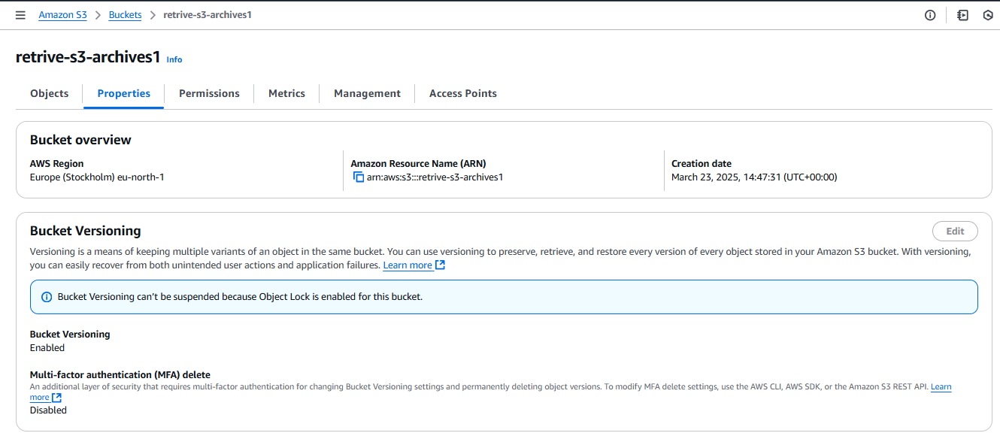 Amazon S3 > Buckets > retrive-s3-archives1
retrive-s3-archives1 Info
Objects Properties Permissions Metrics Management Access Points
Bucket overview
AWS Region
Europe (Stockholm) eu-north-1
Amazon Resource Name (ARN)
arn:aws:s3:::retrive-s3-archives1
Creation date
March 23, 2025, 14:47:31 (UTC+00:00)
Bucket Versioning
Edit
Versioning is a means of keeping multiple variants of an object in the same bucket. You can use versioning to preserve, retrieve, and restore every version of every object stored in your Amazon S3 bucket. With versioning,
you can easily recover from both unintended user actions and application failures. Learn more
Bucket Versioning can't be suspended because Object Lock is enabled for this bucket.
Bucket Versioning
Enabled
Multi-factor authentication (MFA) delete
An additional layer of security that requires multi-factor authentication for changing Bucket Versioning settings and permanently deleting object versions. To modify MFA delete settings, use the AWS CLI, AWS SDK, or the Amazon S3 REST API. Learn
more
Disabled